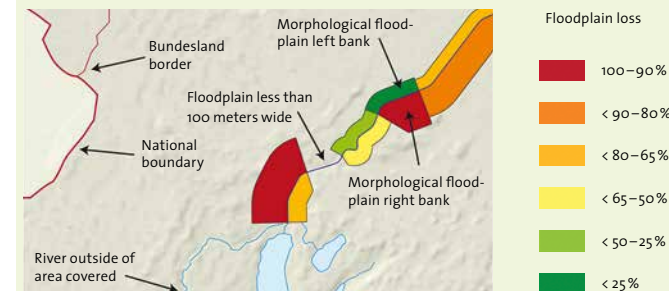 Morphological flood-
plain left bank
Bundesland
border
Floodplain less than
100 meters wide
National
boundary
Morphological flood-
plain right bank
River outside of
area covered
Floodplain loss
100–90%
< 90–80%
< 80–65%
< 65–50%
< 50–25%
< 25%